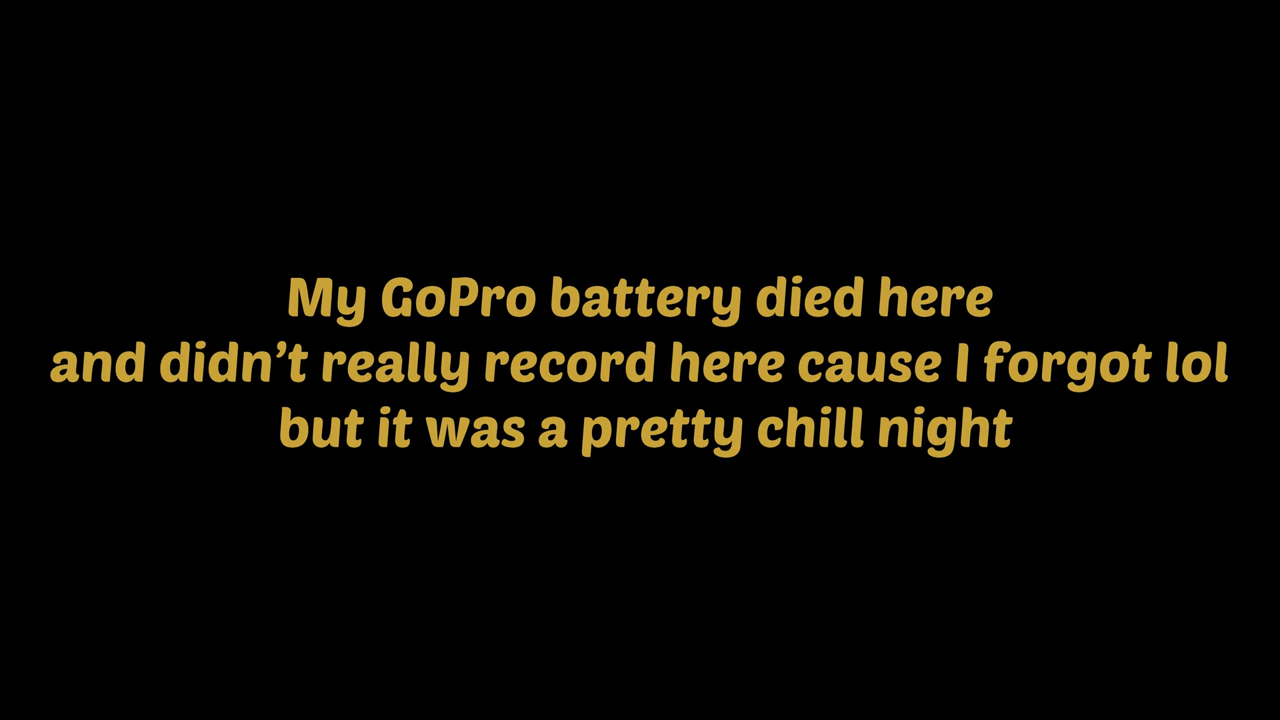 My GoPro battery died here
and didn’t really record here cause I forgot lol
but it was a pretty chill night